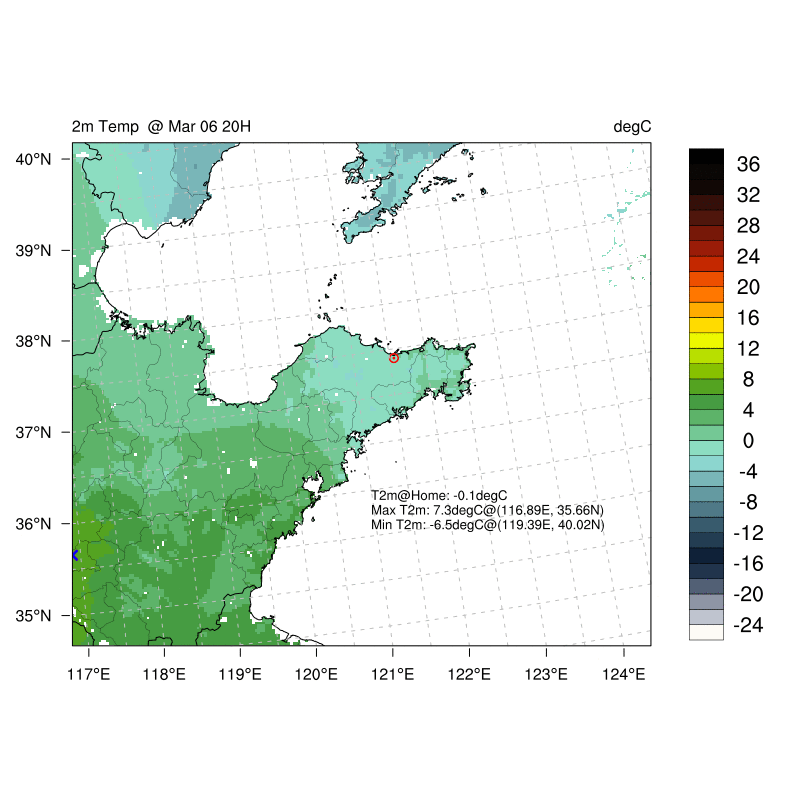 2m Temp @ Mar 06 20H
degC
40°N
39°N
38°N
37°N
36°N
35°N
117°E
118°E
119°E
120°E
121°E
122°E
123°E
124°E
T2m@Home: -0.1degC
Max T2m: 7.3degC@(116.89E, 35.66N)
Min T2m: -6.5degC@(119.39E, 40.02N)
36
32
28
24
20
16
12
8
4
0
-4
-8
-12
-16
-20
-24